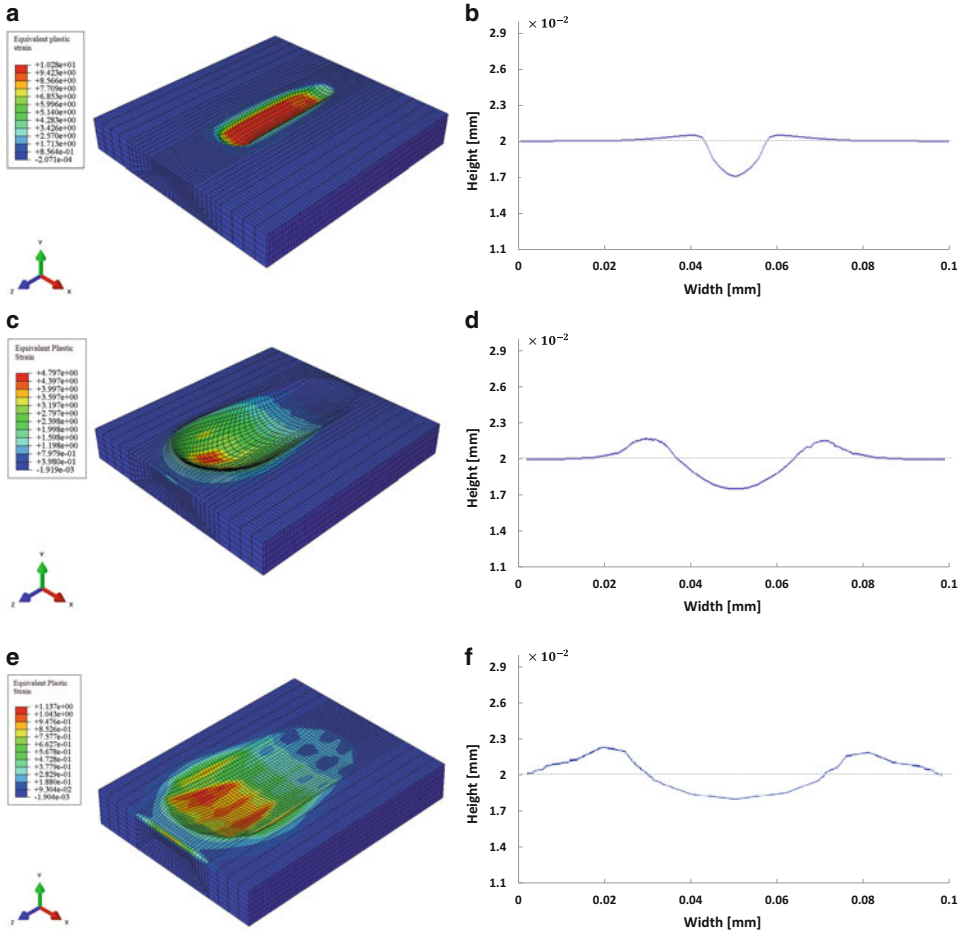 a
Equivalent plastic
strain
+1.028e+01
+9.423e+00
+8.566e+00
+7.709e+00
+6.853e+00
+5.996e+00
+5.140e+00
+4.283e+00
+3.426e+00
+2.570e+00
+1.713e+00
+8.564e-01
-2.071e-04
Y
Z
X
b
× 10⁻²
2.9
2.6
2.3
2
1.7
1.4
1.1
Height [mm]
0 0.02 0.04 0.06 0.08 0.1
Width [mm]
c
Equivalent Plastic
Strain
+4.797e+00
+4.397e+00
+3.997e+00
+3.597e+00
+3.197e+00
+2.797e+00
+2.398e+00
+1.998e+00
+1.598e+00
+1.198e+00
+7.979e-01
+3.980e-01
-1.919e-03
Y
Z
X
d
× 10⁻²
2.9
2.6
2.3
2
1.7
1.4
1.1
Height [mm]
0 0.02 0.04 0.06 0.08 0.1
Width [mm]
e
Equivalent Plastic
Strain
+1.137e+00
+1.043e+00
+9.476e-01
+8.526e-01
+7.577e-01
+6.627e-01
+5.678e-01
+4.728e-01
+3.779e-01
+2.829e-01
+1.880e-01
+9.304e-02
-1.904e-03
Y
Z
X
f
× 10⁻²
2.9
2.6
2.3
2
1.7
1.4
1.1
Height [mm]
0 0.02 0.04 0.06 0.08 0.1
Width [mm]